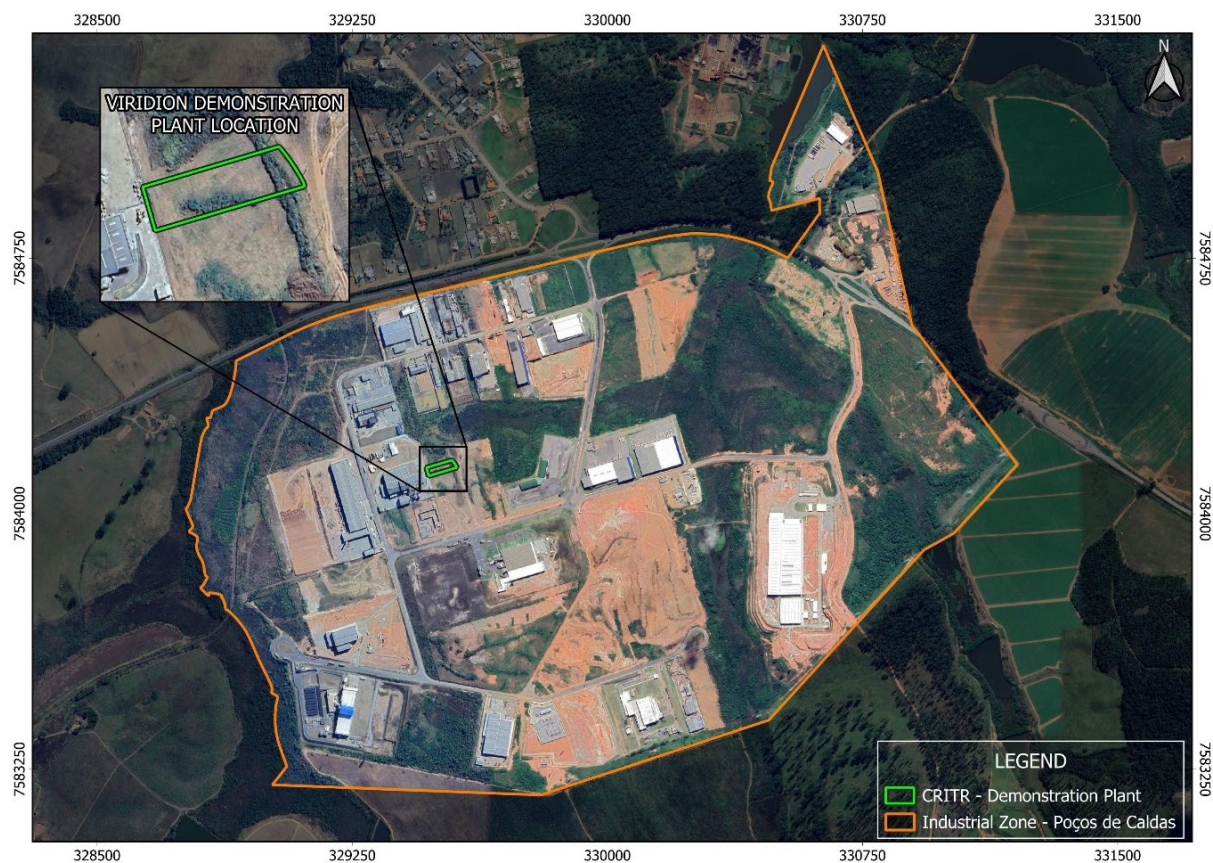 328500 329250 330000 330750 331500
N
VIRIDION DEMONSTRATION
PLANT LOCATION
7584750 7584750
7584000 7584000
7583250 7583250
LEGEND
CRITR - Demonstration Plant
Industrial Zone - Poços de Caldas
328500 329250 330000 330750 331500